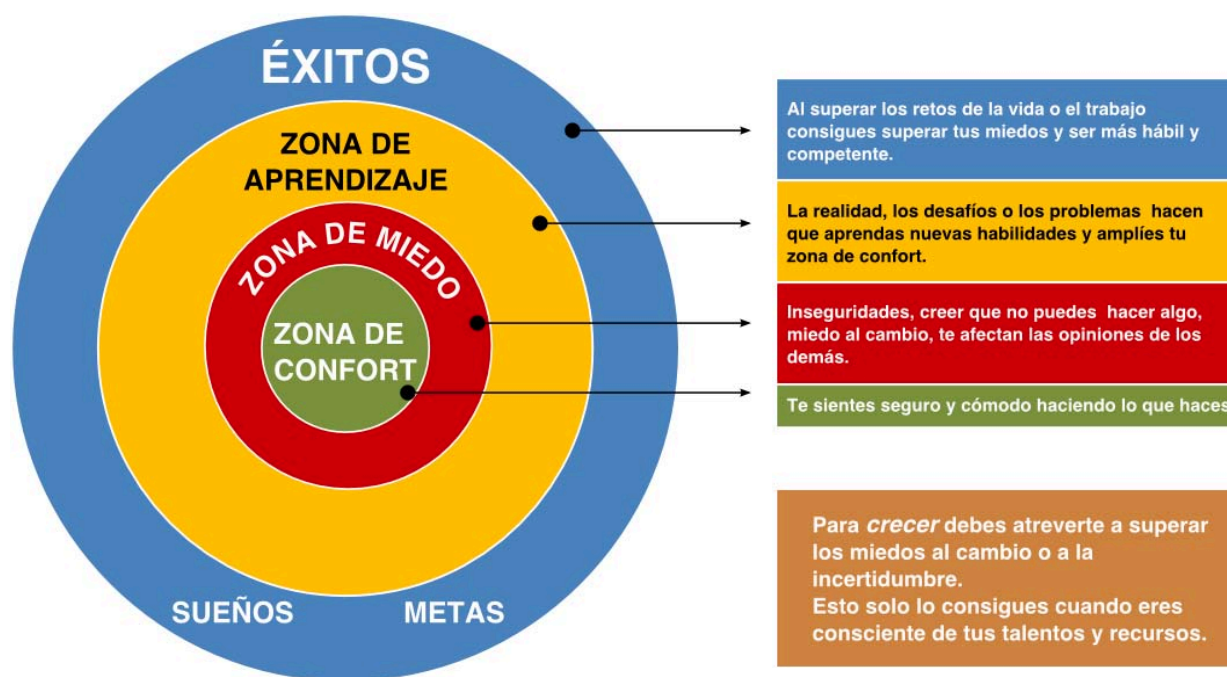 ÉXITOS
ZONA DE
APRENDIZAJE
ZONA DE MIEDO
ZONA DE
CONFORT
SUEÑOS
METAS
Al superar los retos de la vida o el trabajo
consigues superar tus miedos y ser más hábil y
competente.
La realidad, los desafíos o los problemas hacen
que aprendas nuevas habilidades y amplíes tu
zona de confort.
Inseguridades, creer que no puedes hacer algo,
miedo al cambio, te afectan las opiniones de los
demás.
Te sientes seguro y cómodo haciendo lo que haces
Para crecer debes atreverte a superar
los miedos al cambio o a la
incertidumbre.
Esto solo lo consigues cuando eres
consciente de tus talentos y recursos.